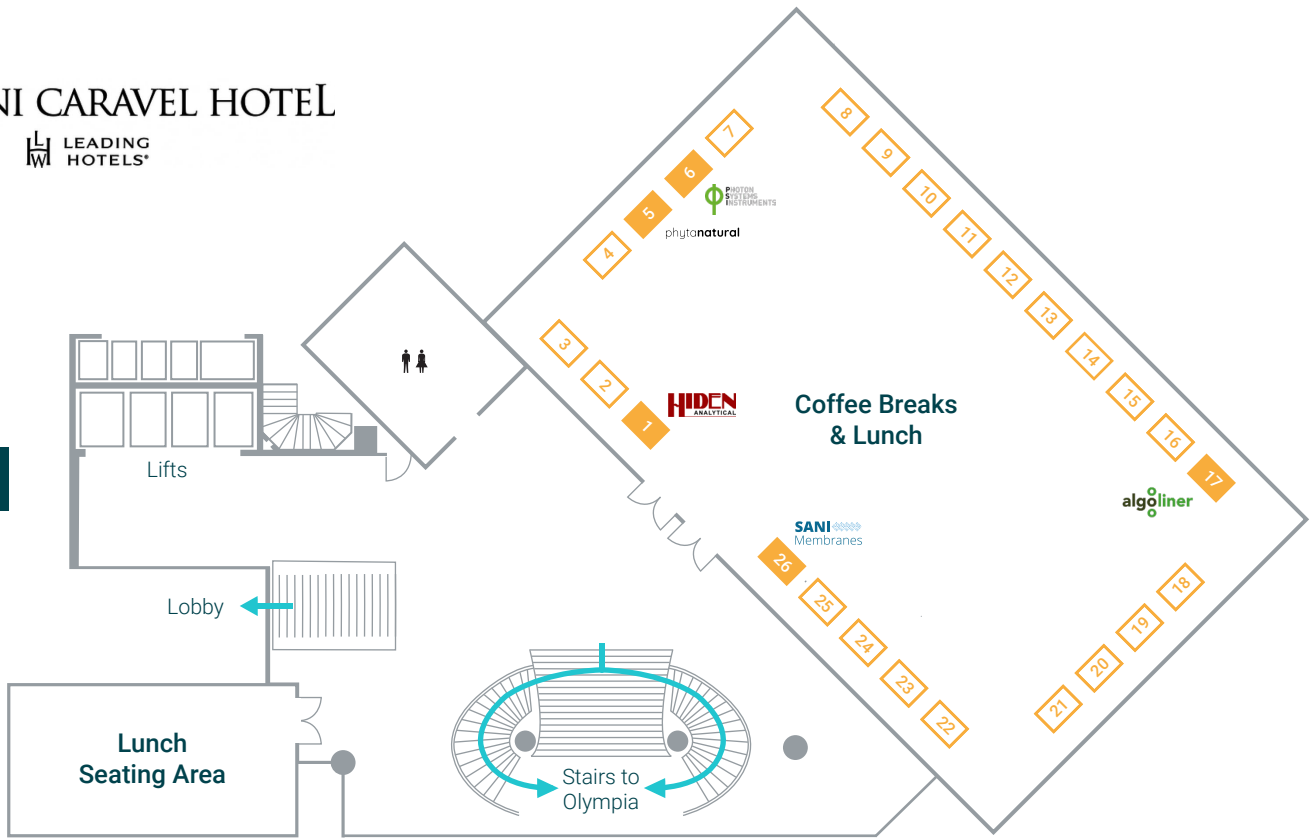 NI CARAVEL HOTEL
LEADING
HOTELS®
7
8
6
9
PHOTON
SYSTEMS
INSTRUMENTS
5
phytonatural
10
4
11
12
3
13
14
2
15
HIDEN
ANALYTICAL
1
Coffee Breaks
& Lunch
16
17
Lifts
algoliner
SANI
Membranes
26
18
25
19
Lobby
24
20
23
21
22
Lunch
Seating Area
Stairs to
Olympia